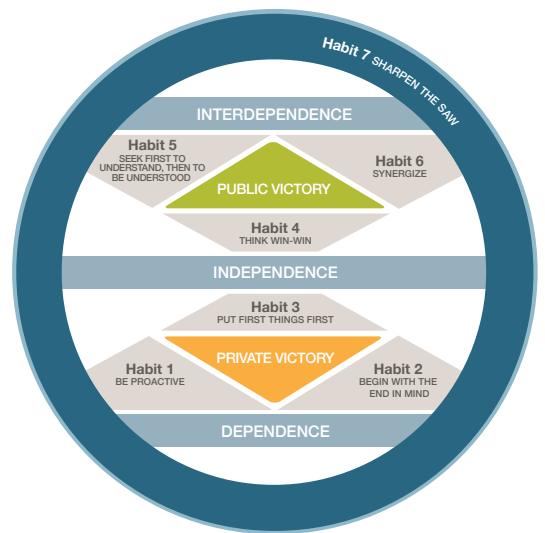 Habit 7 SHARPEN THE SAW
INTERDEPENDENCE
Habit 5
SEEK FIRST TO
UNDERSTAND, THEN TO
BE UNDERSTOOD
Habit 6
SYNERGIZE
PUBLIC VICTORY
Habit 4
THINK WIN-WIN
INDEPENDENCE
Habit 3
PUT FIRST THINGS FIRST
PRIVATE VICTORY
Habit 1
BE PROACTIVE
Habit 2
BEGIN WITH THE
END IN MIND
DEPENDENCE